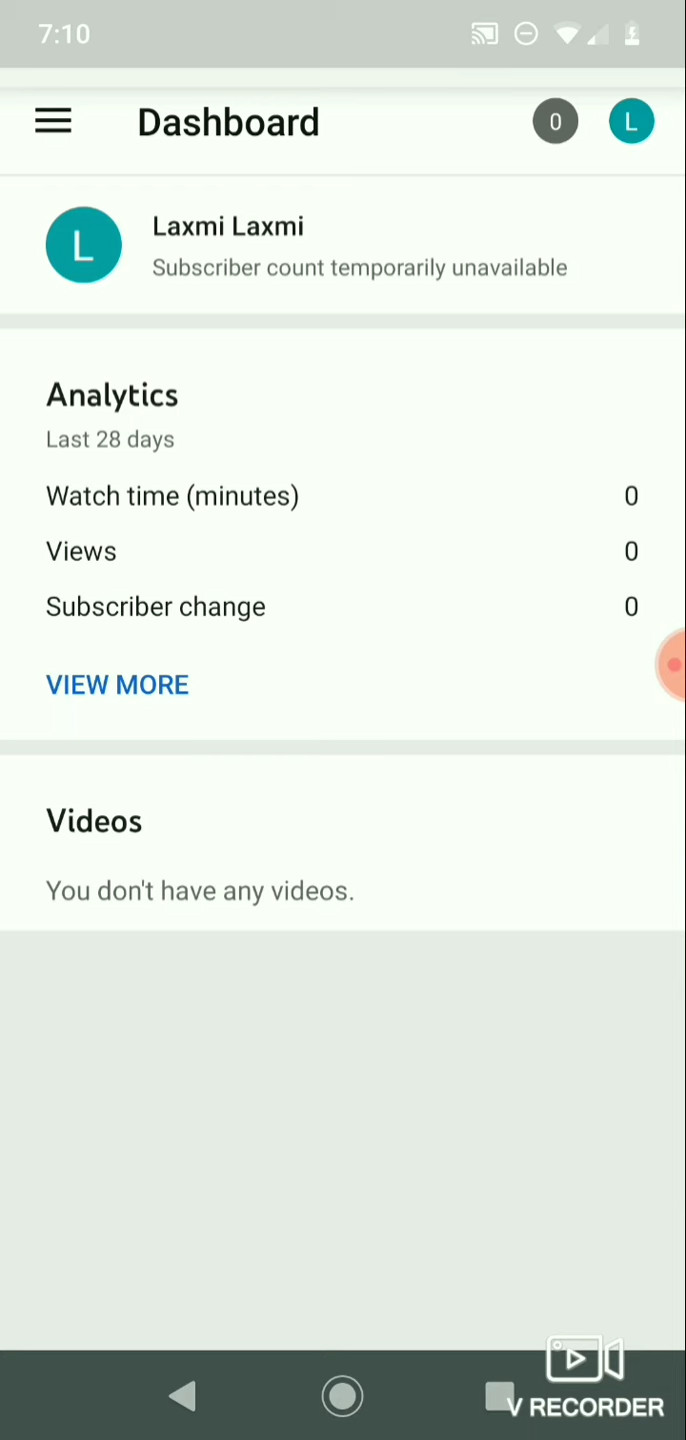 7:10
Dashboard
0
L
L
Laxmi Laxmi
Subscriber count temporarily unavailable
Analytics
Last 28 days
Watch time (minutes) 0
Views 0
Subscriber change 0
VIEW MORE
Videos
You don't have any videos.
V RECORDER